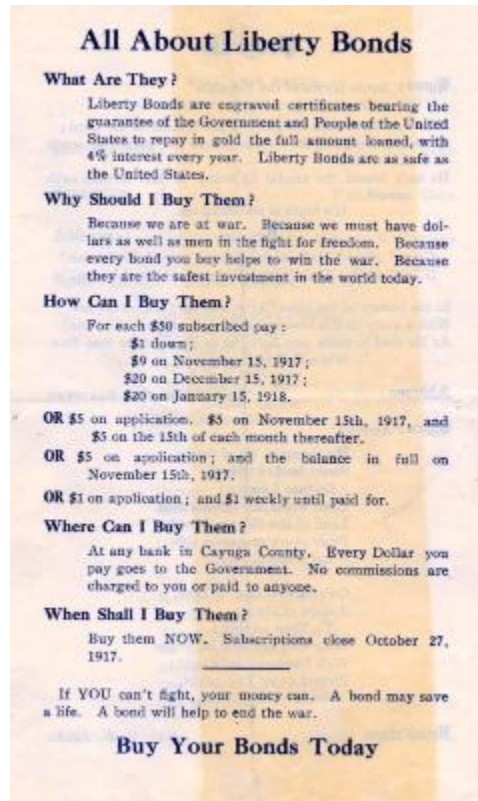 All About Liberty Bonds
What Are They?
Liberty Bonds are engraved certificates bearing the
guarantee of the Government and People of the United
States to repay in gold the full amount loaned, with
4% interest every year. Liberty Bonds are as safe as
the United States.
Why Should I Buy Them?
Because we are at war. Because we must have dol-
lars as well as men in the fight for freedom. Because
every bond you buy helps to win the war. Because
they are the safest investment in the world today.
How Can I Buy Them?
For each $50 subscribed pay:
$1 down;
$9 on November 15, 1917;
$20 on December 15, 1917;
$20 on January 15, 1918.
OR $5 on application. $5 on November 15th, 1917, and
$5 on the 15th of each month thereafter.
OR $5 on application; and the balance in full on
November 15th, 1917.
OR $1 on application; and $1 weekly until paid for.
Where Can I Buy Them?
At any bank in Cayuga County. Every Dollar you
pay goes to the Government. No commissions are
charged to you or paid to anyone.
When Shall I Buy Them?
Buy them NOW. Subscriptions close October 27,
1917.
If YOU can't fight, your money can. A bond may save
a life. A bond will help to end the war.
Buy Your Bonds Today